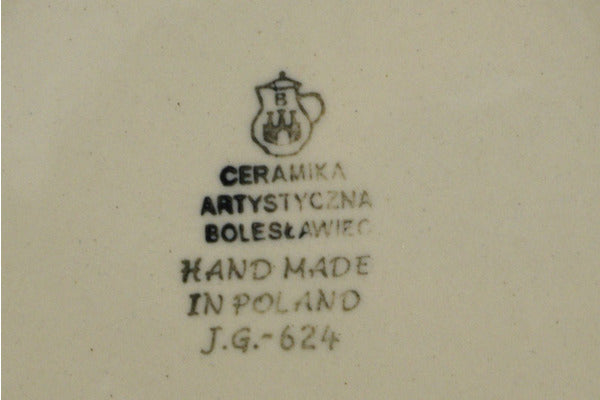 B
CERAMIKA
ARTYSTYCZNA
BOLESŁAWIEC
HAND MADE
IN POLAND
J.G.-624